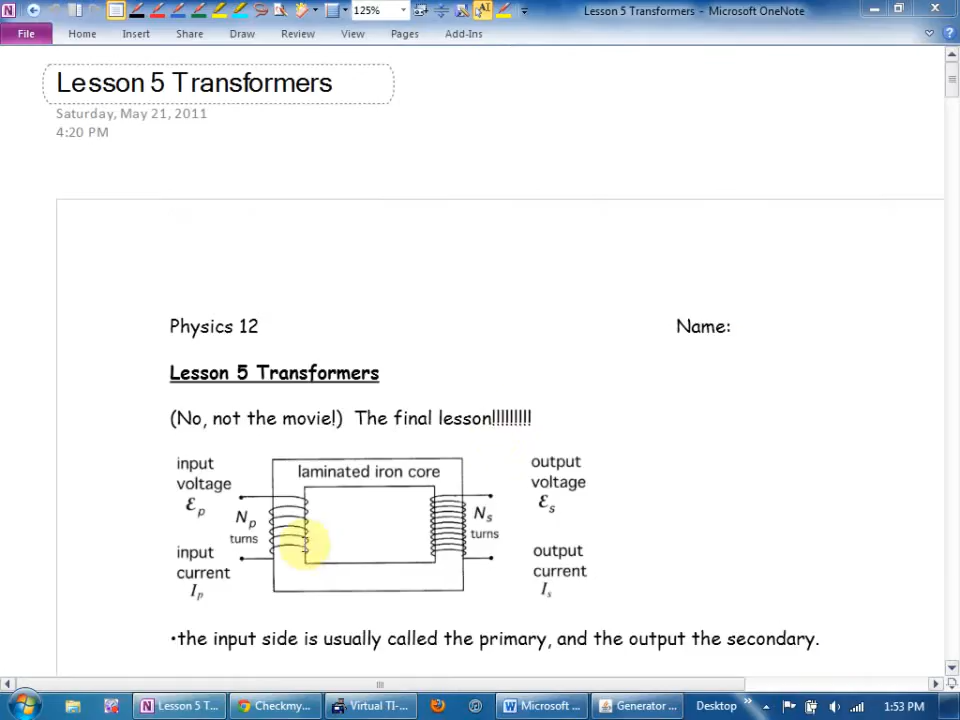 125%
Lesson 5 Transformers - Microsoft OneNote
File Home Insert Share Draw Review View Pages Add-Ins
Lesson 5 Transformers
Saturday, May 21, 2011
4:20 PM
Physics 12 Name:
Lesson 5 Transformers
(No, not the movie!) The final lesson!!!!!!!!!
input voltage
ℰp
Np
turns
input current
Ip
laminated iron core
Ns
turns
output voltage
ℰs
output current
Is
•the input side is usually called the primary, and the output the secondary.
Lesson 5 T... Checkmy... Virtual TI-... Microsoft ... Generator ... Desktop 1:53 PM